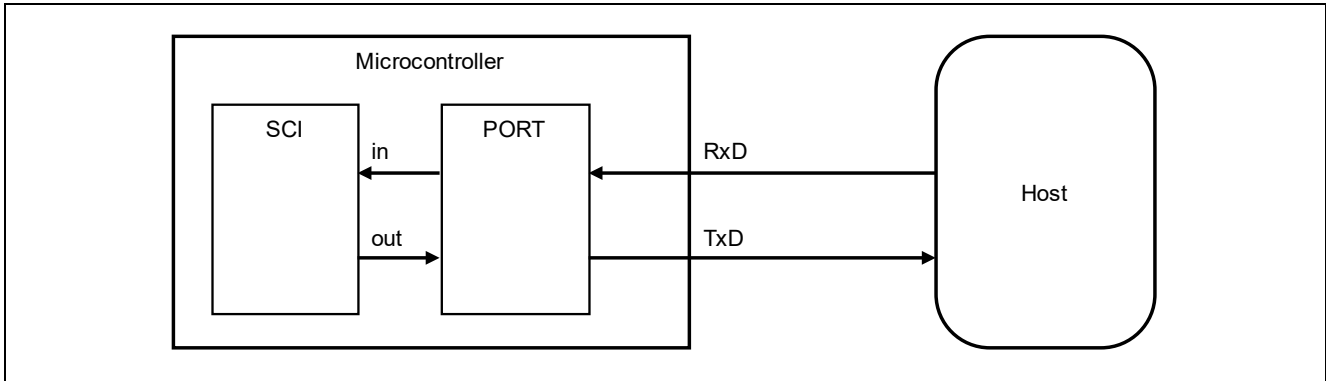 Microcontroller
SCI
PORT
in
RxD
Host
out
TxD